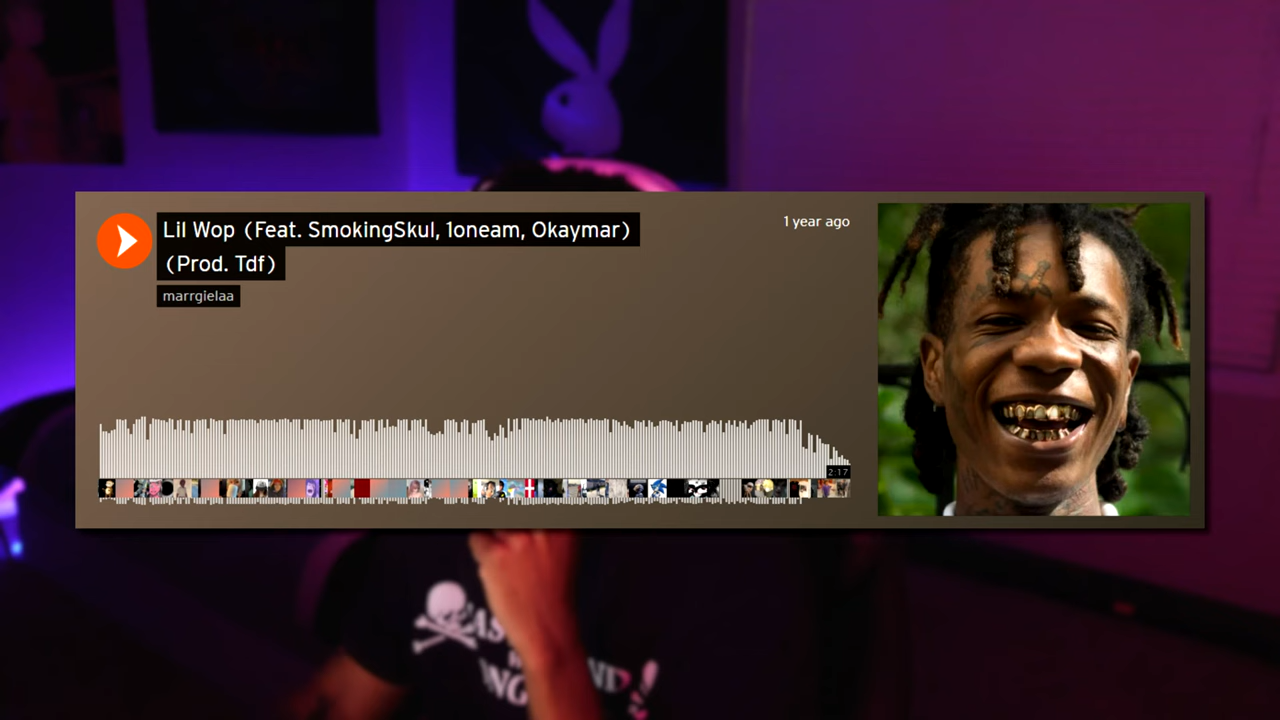 Lil Wop (Feat. SmokingSkul, 1oneam, Okaymar)
(Prod. Tdf)
marrgielaa
1 year ago
2:17